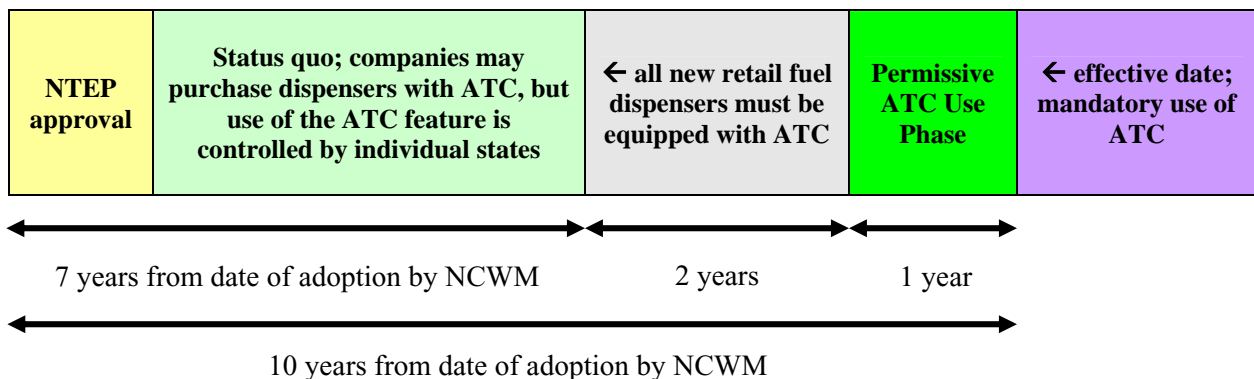 NTEP
approval
Status quo; companies may
purchase dispensers with ATC, but
use of the ATC feature is
controlled by individual states
← all new retail fuel
dispensers must be
equipped with ATC
Permissive
ATC Use
Phase
← effective date;
mandatory use of
ATC
7 years from date of adoption by NCWM
2 years
1 year
10 years from date of adoption by NCWM